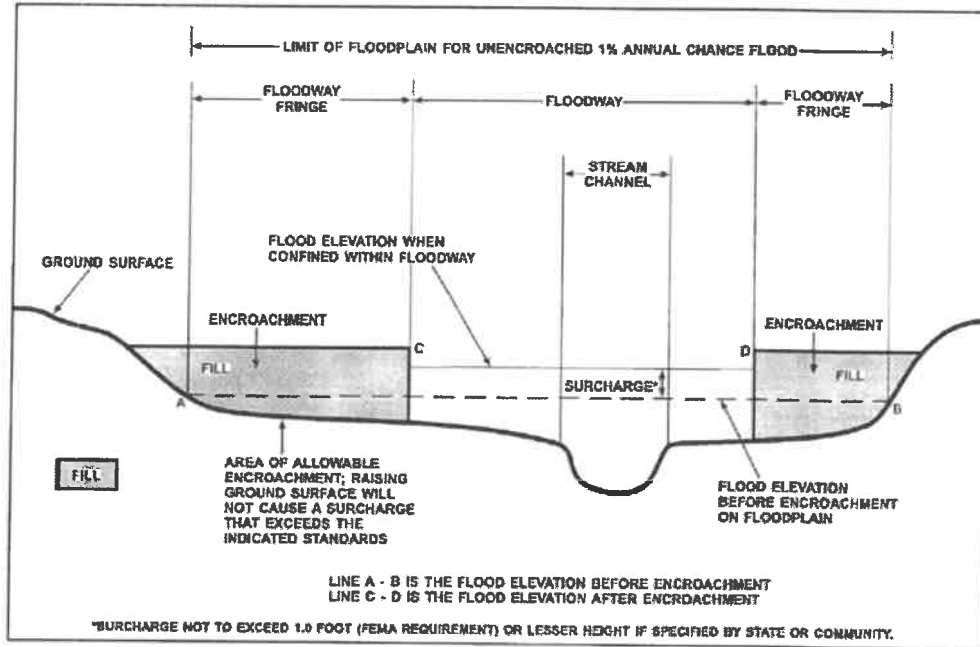 LIMIT OF FLOODPLAIN FOR UNENCROACHED 1% ANNUAL CHANCE FLOOD
FLOODWAY
FRINGE
FLOODWAY
FLOODWAY
FRINGE
STREAM
CHANNEL
FLOOD ELEVATION WHEN
CONFINED WITHIN FLOODWAY
GROUND SURFACE
ENCROACHMENT
ENCROACHMENT
C
D
FILL
FILL
SURCHARGE*
A
B
AREA OF ALLOWABLE
ENCROACHMENT; RAISING
GROUND SURFACE WILL
NOT CAUSE A SURCHARGE
THAT EXCEEDS THE
INDICATED STANDARDS
FILL
FLOOD ELEVATION
BEFORE ENCROACHMENT
ON FLOODPLAIN
LINE A - B IS THE FLOOD ELEVATION BEFORE ENCROACHMENT
LINE C - D IS THE FLOOD ELEVATION AFTER ENCROACHMENT
*SURCHARGE NOT TO EXCEED 1.0 FOOT (FEMA REQUIREMENT) OR LESSER HEIGHT IF SPECIFIED BY STATE OR COMMUNITY.